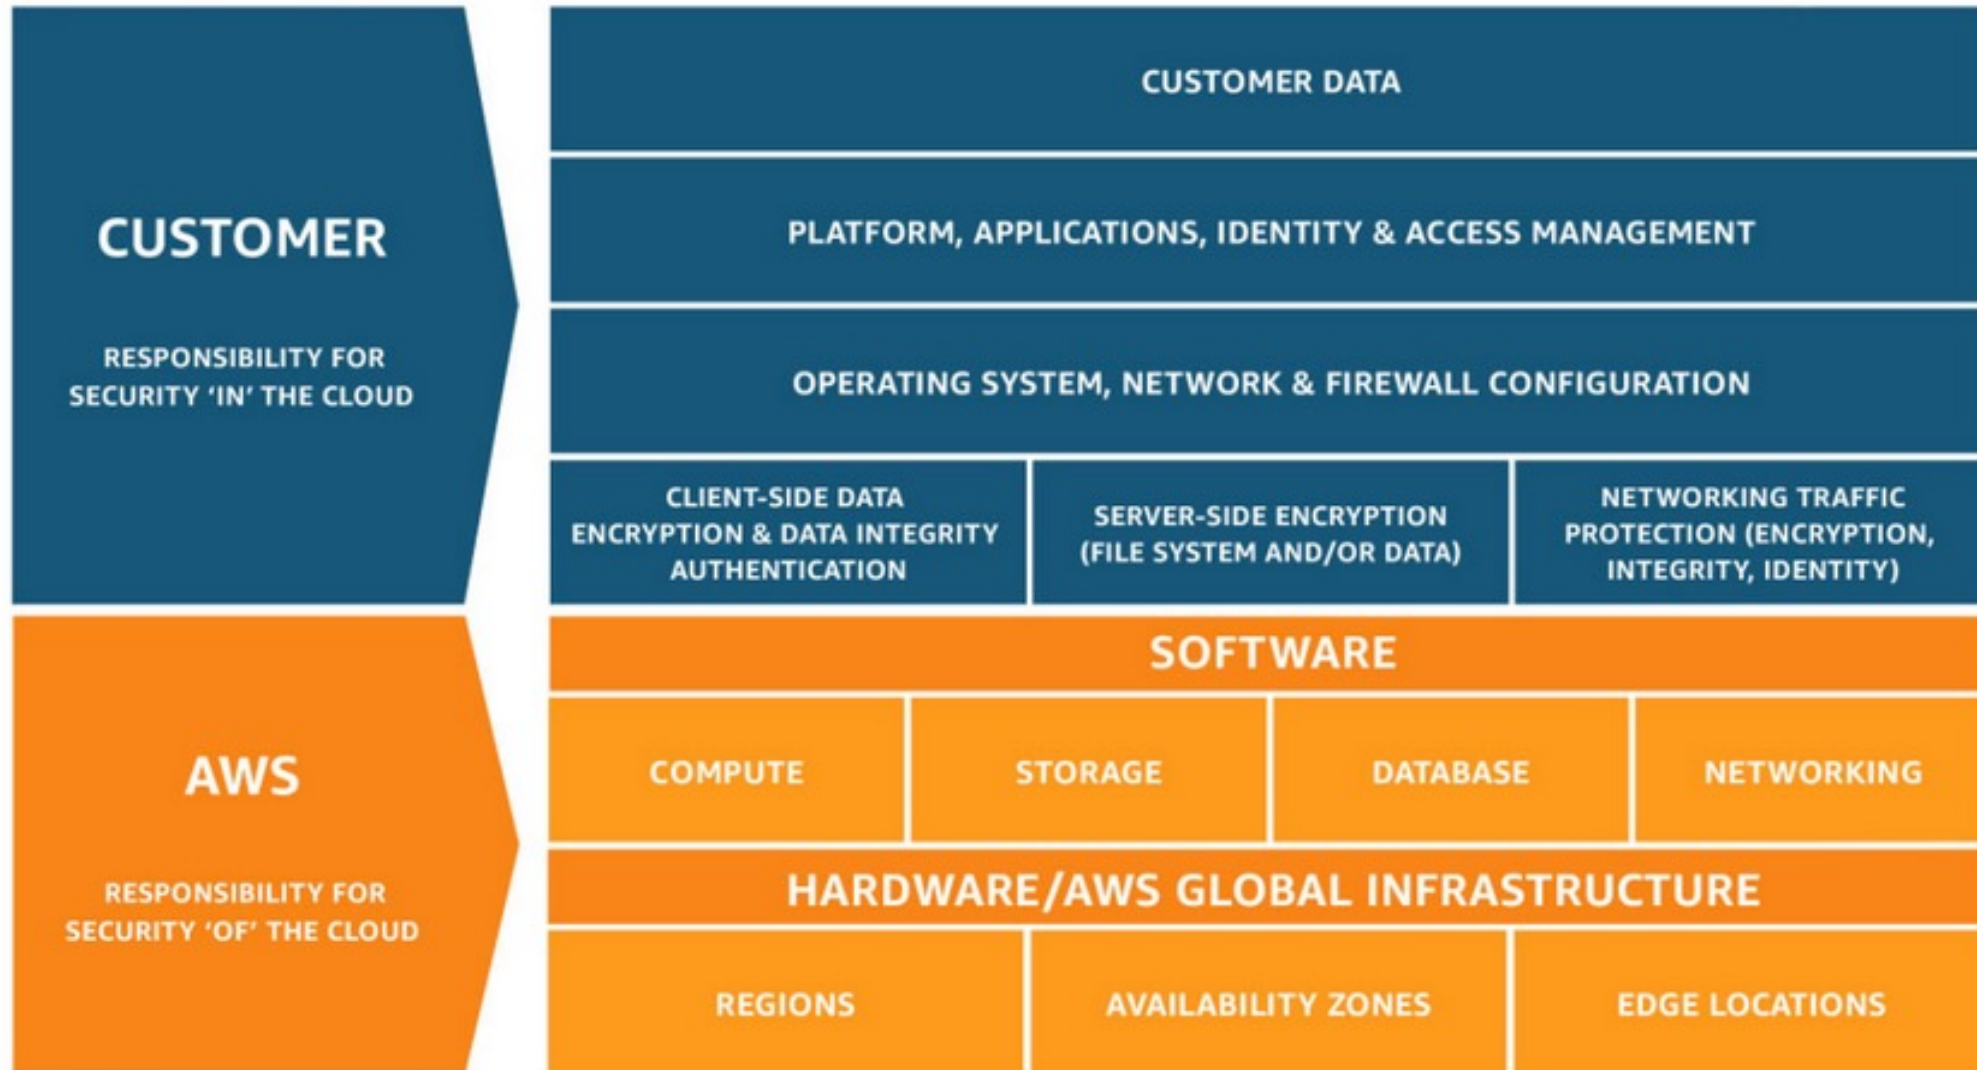 CUSTOMER
RESPONSIBILITY FOR
SECURITY ‘IN’ THE CLOUD
CUSTOMER DATA
PLATFORM, APPLICATIONS, IDENTITY & ACCESS MANAGEMENT
OPERATING SYSTEM, NETWORK & FIREWALL CONFIGURATION
CLIENT-SIDE DATA
ENCRYPTION & DATA INTEGRITY
AUTHENTICATION
SERVER-SIDE ENCRYPTION
(FILE SYSTEM AND/OR DATA)
NETWORKING TRAFFIC
PROTECTION (ENCRYPTION,
INTEGRITY, IDENTITY)
AWS
RESPONSIBILITY FOR
SECURITY ‘OF’ THE CLOUD
SOFTWARE
COMPUTE
STORAGE
DATABASE
NETWORKING
HARDWARE/AWS GLOBAL INFRASTRUCTURE
REGIONS
AVAILABILITY ZONES
EDGE LOCATIONS